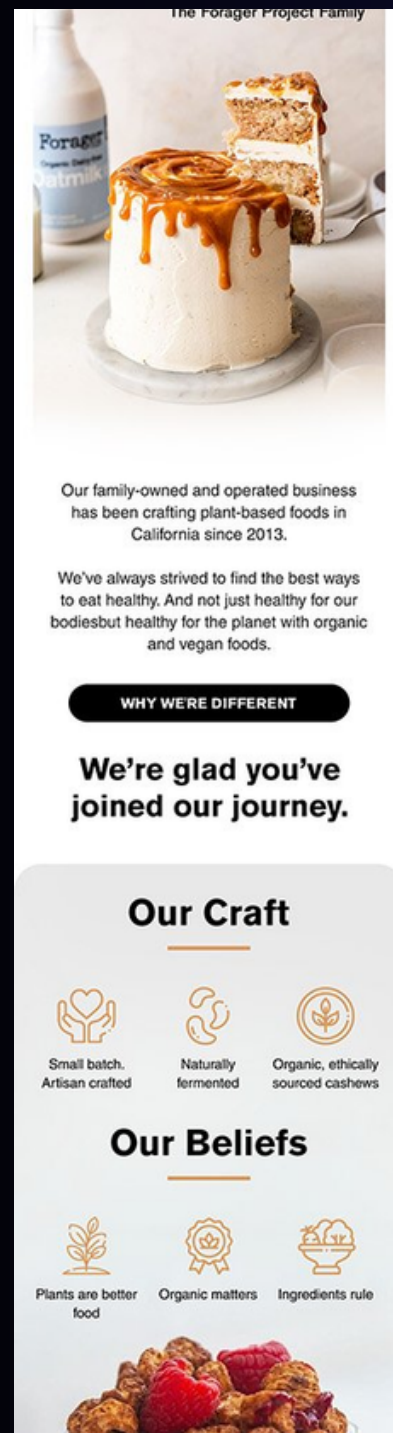 The Forager Project Family
Forager
Organic Dairy-free
Oatmilk
Our family-owned and operated business
has been crafting plant-based foods in
California since 2013.
We've always strived to find the best ways
to eat healthy. And not just healthy for our
bodiesbut healthy for the planet with organic
and vegan foods.
WHY WE'RE DIFFERENT
We're glad you've
joined our journey.
Our Craft
Small batch.
Artisan crafted
Naturally
fermented
Organic, ethically
sourced cashews
Our Beliefs
Plants are better
food
Organic matters
Ingredients rule